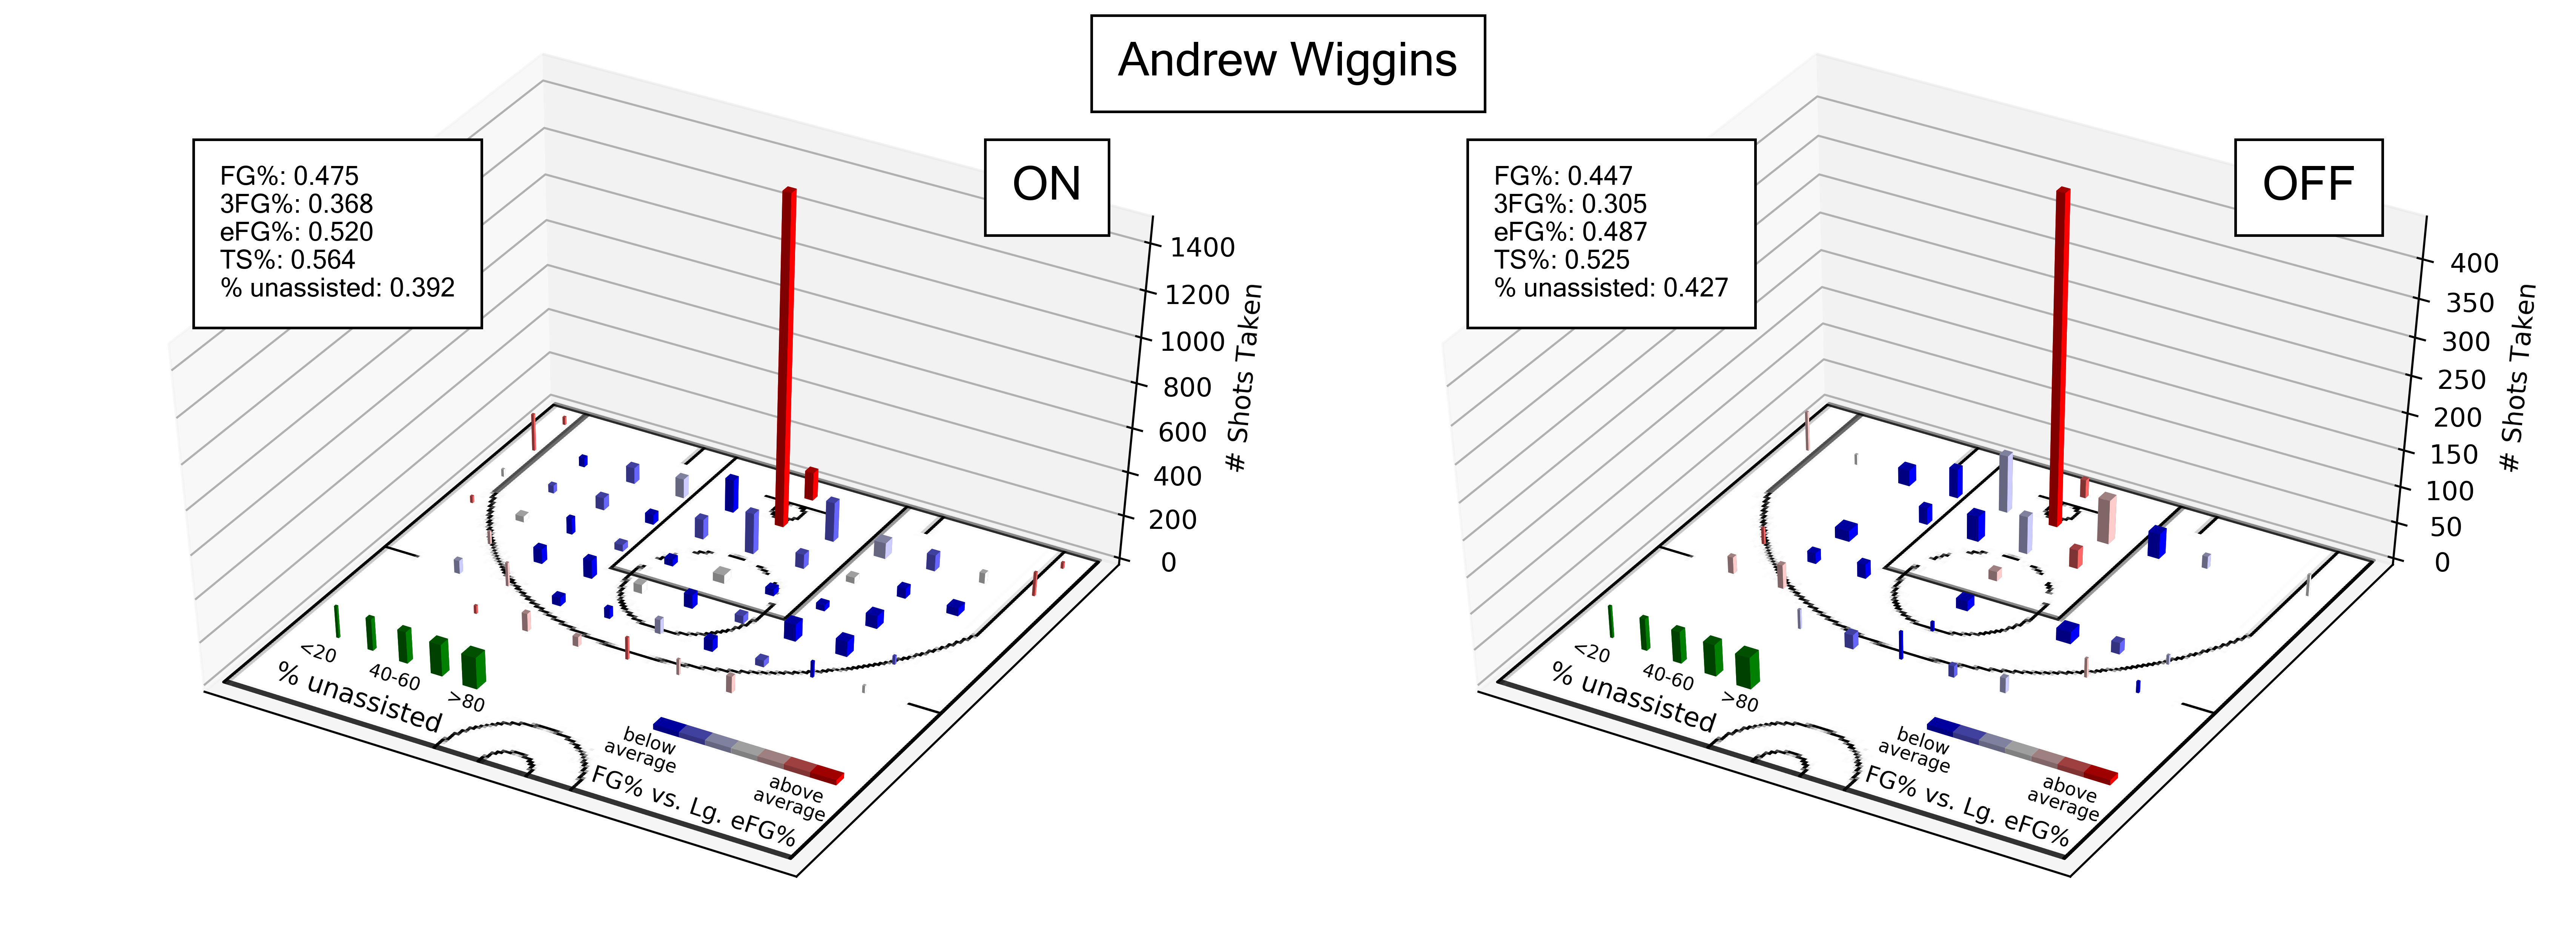 Andrew Wiggins
FG%: 0.475
3FG%: 0.368
eFG%: 0.520
TS%: 0.564
% unassisted: 0.392
ON
1400
1200
1000
800
600
400
200
0
# Shots Taken
<20
40-60
>80
% unassisted
below
average
above
average
FG% vs. Lg. eFG%
FG%: 0.447
3FG%: 0.305
eFG%: 0.487
TS%: 0.525
% unassisted: 0.427
OFF
400
350
300
250
200
150
100
50
0
# Shots Taken
<20
40-60
>80
% unassisted
below
average
above
average
FG% vs. Lg. eFG%